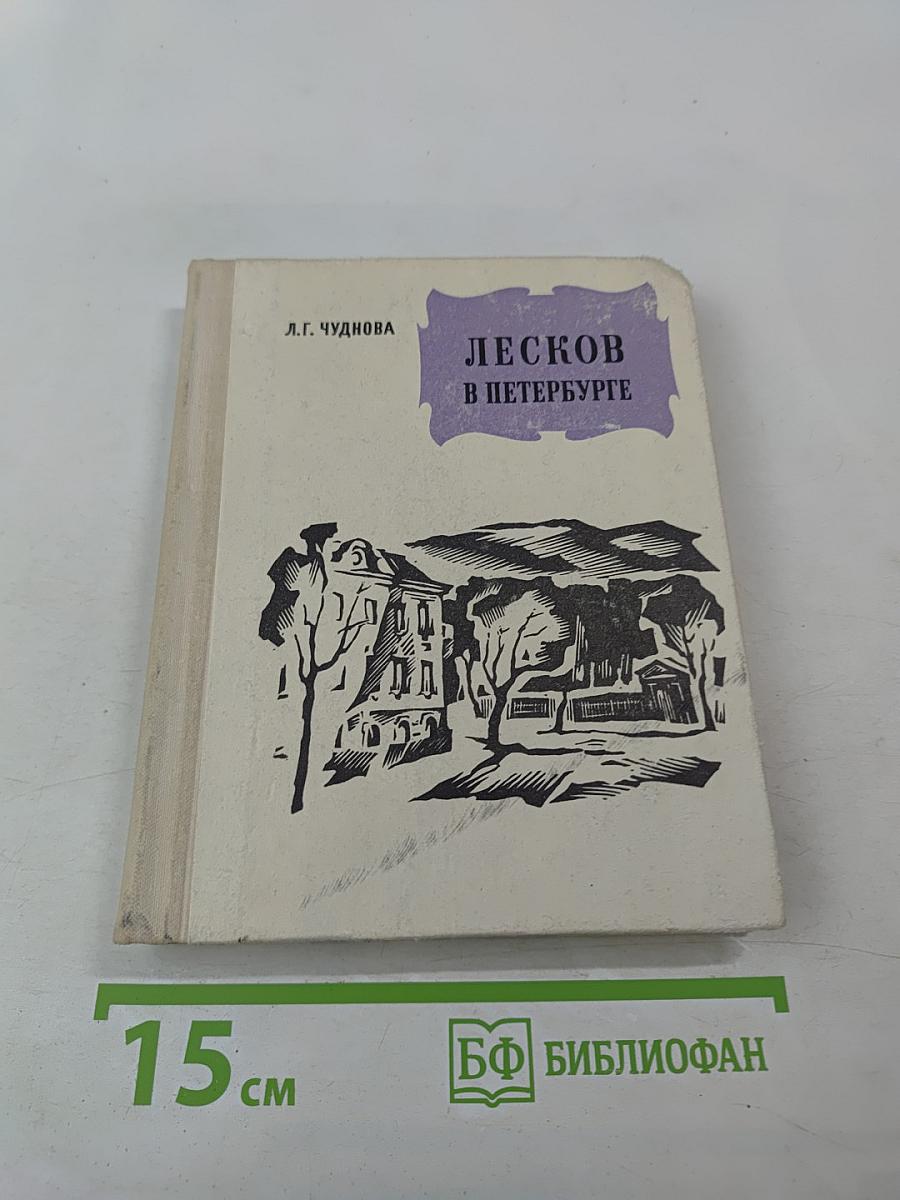 Л.Г. ЧУДНОВА
ЛЕСКОВ
В ПЕТЕРБУРГЕ
15 см
БФ БИБЛИОФАН